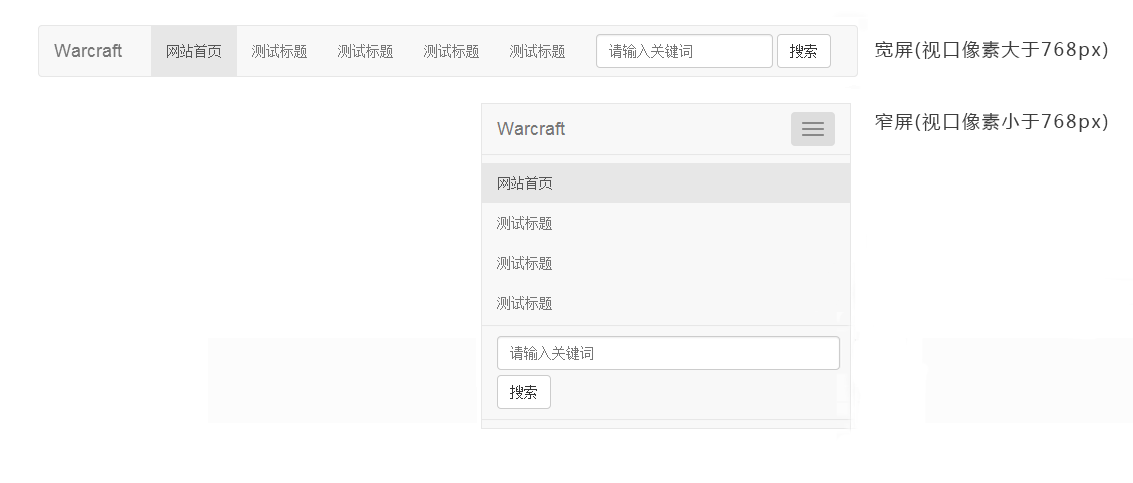 Warcraft 网站首页 测试标题 测试标题 测试标题 测试标题 请输入关键词 搜索 宽屏(视口像素大于768px)
窄屏(视口像素小于768px)
Warcraft
网站首页
测试标题
测试标题
测试标题
请输入关键词
搜索